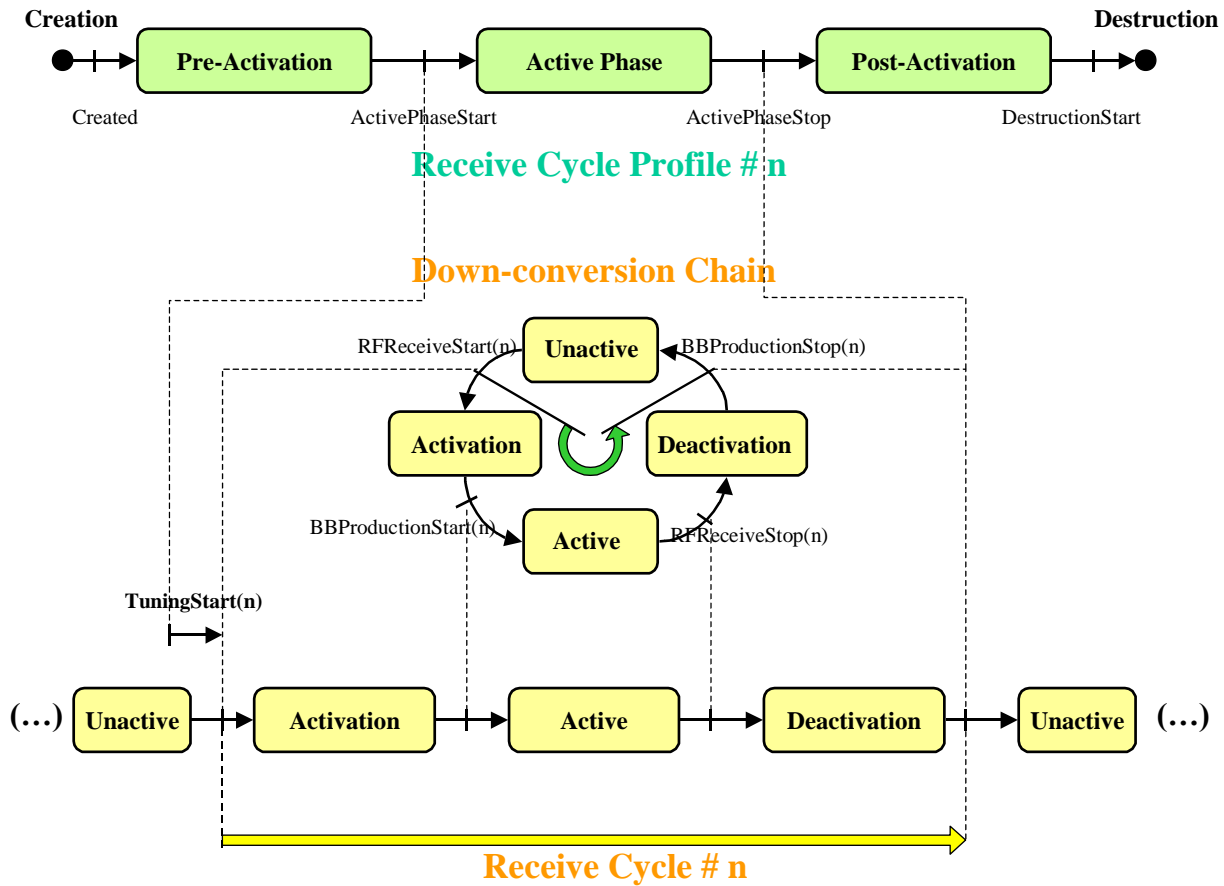 Creation
Destruction
Pre-Activation
Active Phase
Post-Activation
Created
ActivePhaseStart
ActivePhaseStop
DestructionStart
Receive Cycle Profile # n
Down-conversion Chain
RFReceiveStart(n)
Unactive
BBProductionStop(n)
Activation
Deactivation
BBProductionStart(n)
Active
RFReceiveStop(n)
TuningStart(n)
(…)
Unactive
Activation
Active
Deactivation
Unactive
(…)
Receive Cycle # n